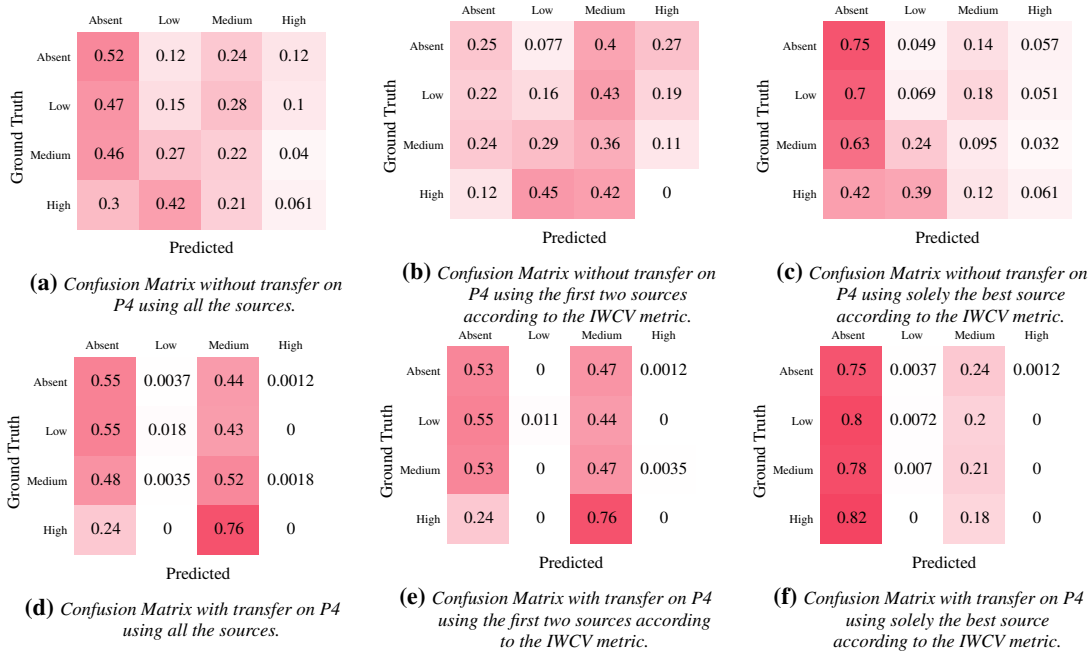 Absent Low Medium High
Absent 0.52 0.12 0.24 0.12
Low 0.47 0.15 0.28 0.1
Medium 0.46 0.27 0.22 0.04
High 0.3 0.42 0.21 0.061
Ground Truth
Predicted
(a) Confusion Matrix without transfer on
P4 using all the sources.
Absent Low Medium High
Absent 0.25 0.077 0.4 0.27
Low 0.22 0.16 0.43 0.19
Medium 0.24 0.29 0.36 0.11
High 0.12 0.45 0.42 0
Ground Truth
Predicted
(b) Confusion Matrix without transfer on
P4 using the first two sources
according to the IWCV metric.
Absent Low Medium High
Absent 0.75 0.049 0.14 0.057
Low 0.7 0.069 0.18 0.051
Medium 0.63 0.24 0.095 0.032
High 0.42 0.39 0.12 0.061
Ground Truth
Predicted
(c) Confusion Matrix without transfer on
P4 using solely the best source
according to the IWCV metric.
Absent Low Medium High
Absent 0.55 0.0037 0.44 0.0012
Low 0.55 0.018 0.43 0
Medium 0.48 0.0035 0.52 0.0018
High 0.24 0 0.76 0
Ground Truth
Predicted
(d) Confusion Matrix with transfer on P4
using all the sources.
Absent Low Medium High
Absent 0.53 0 0.47 0.0012
Low 0.55 0.011 0.44 0
Medium 0.53 0 0.47 0.0035
High 0.24 0 0.76 0
Ground Truth
Predicted
(e) Confusion Matrix with transfer on P4
using the first two sources according
to the IWCV metric.
Absent Low Medium High
Absent 0.75 0.0037 0.24 0.0012
Low 0.8 0.0072 0.2 0
Medium 0.78 0.007 0.21 0
High 0.82 0 0.18 0
Ground Truth
Predicted
(f) Confusion Matrix with transfer on P4
using solely the best source
according to the IWCV metric.